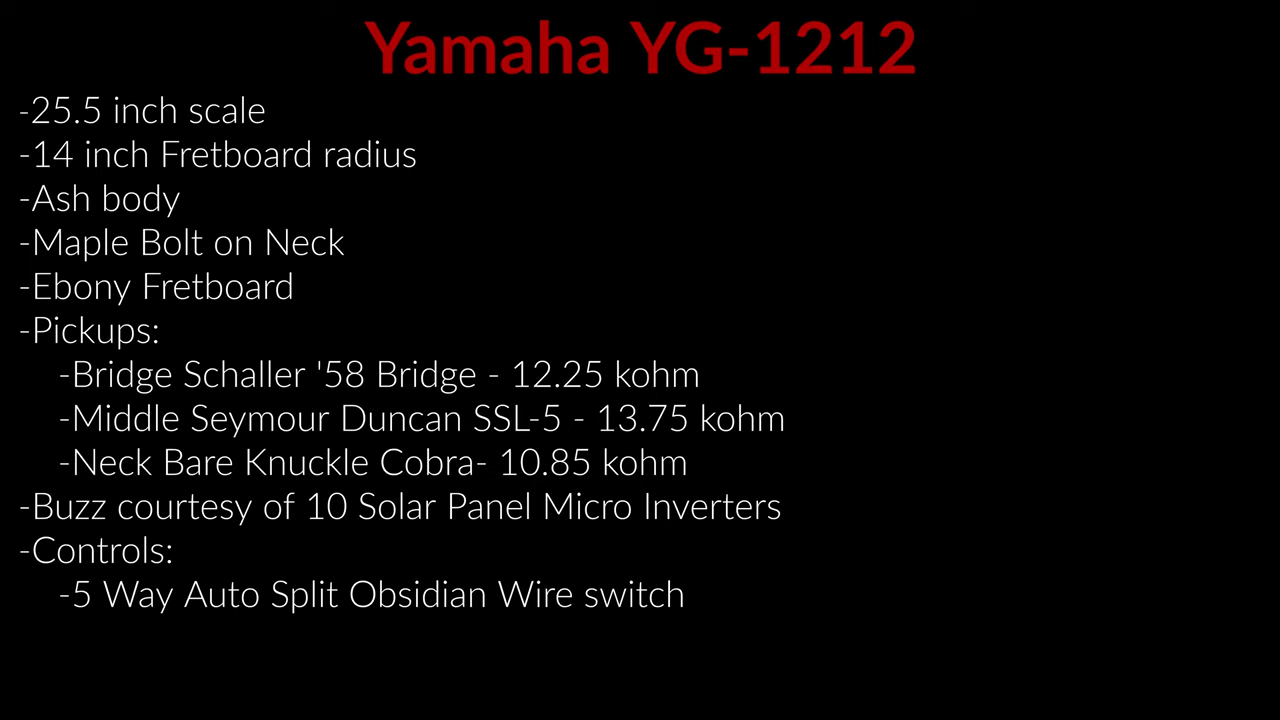 Yamaha YG-1212
-25.5 inch scale
-14 inch Fretboard radius
-Ash body
-Maple Bolt on Neck
-Ebony Fretboard
-Pickups:
-Bridge Schaller '58 Bridge - 12.25 kohm
-Middle Seymour Duncan SSL-5 - 13.75 kohm
-Neck Bare Knuckle Cobra- 10.85 kohm
-Buzz courtesy of 10 Solar Panel Micro Inverters
-Controls:
-5 Way Auto Split Obsidian Wire switch